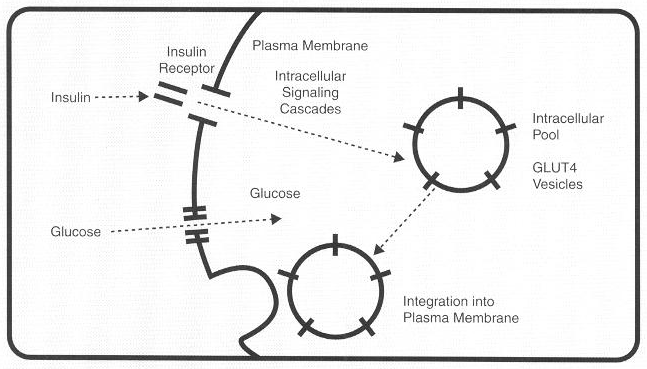 Insulin
Receptor
Plasma Membrane
Intracellular
Signaling
Cascades
Insulin
Intracellular
Pool
GLUT4
Vesicles
Glucose
Glucose
Integration into
Plasma Membrane